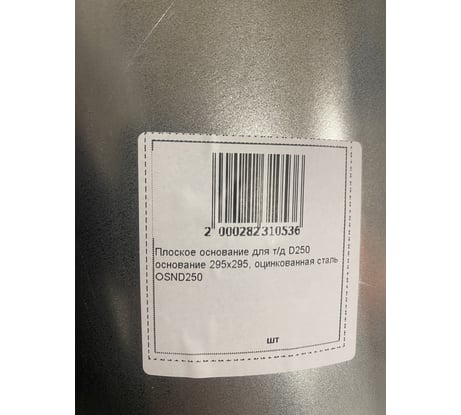 2 000282 310536
Плоское основание для т/д D250
основание 295х295, оцинкованная сталь
OSND250
шт